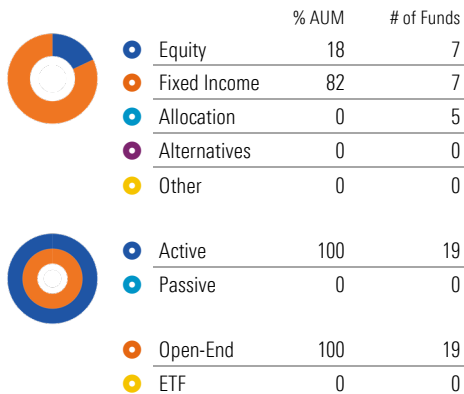 % AUM # of Funds
Equity 18 7
Fixed Income 82 7
Allocation 0 5
Alternatives 0 0
Other 0 0
Active 100 19
Passive 0 0
Open-End 100 19
ETF 0 0